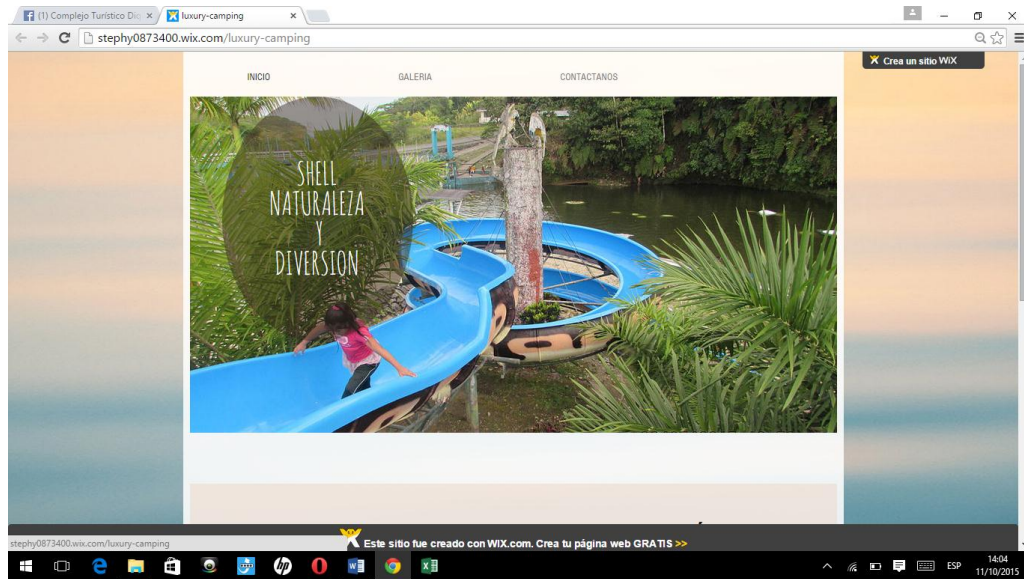 (1) Complejo Turístico Di
luxury-camping
stephy0873400.wix.com/luxury-camping
Crea un sitio WiX
INICIO
GALERIA
CONTACTANOS
SHELL
NATURALEZA
Y
DIVERSION
stephy0873400.wix.com/luxury-camping
Este sitio fue creado con WIX.com. Crea tu página web GRATIS >>
ESP
14:04
11/10/2015